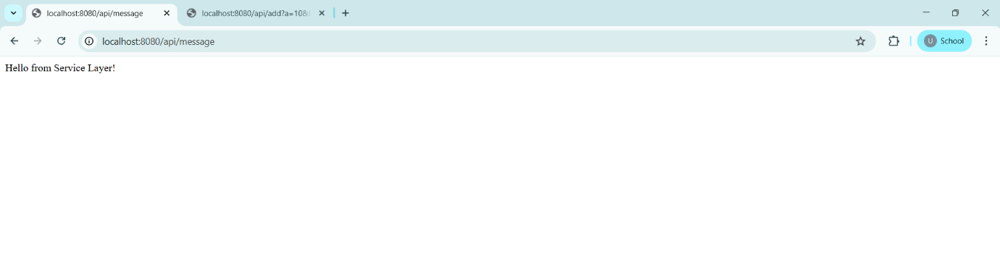 localhost:8080/api/message
localhost:8080/api/add?a=10&
localhost:8080/api/message
U School
Hello from Service Layer!